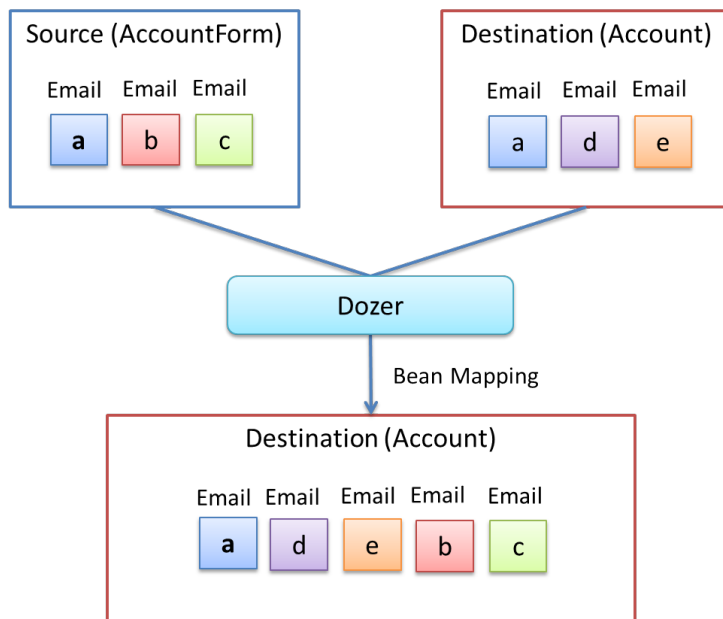 Source (AccountForm)
Email Email Email
a b c
Destination (Account)
Email Email Email
a d e
Dozer
Bean Mapping
Destination (Account)
Email Email Email Email Email
a d e b c